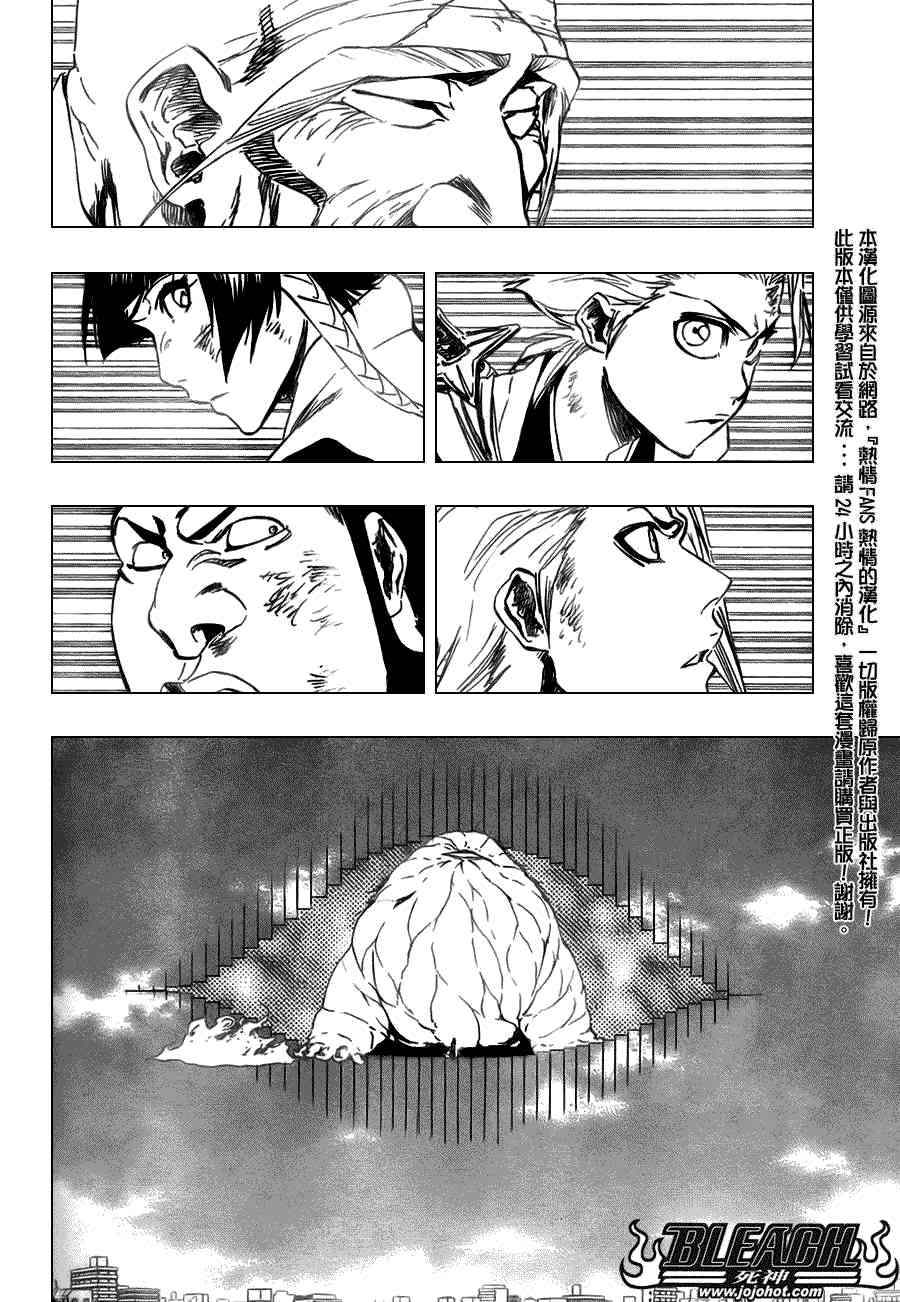 本漢化圖源來自於網路，『熱情FANS熱情的漢化』一切版權歸原作者與出版社擁有！
此版本僅供學習試看交流...請24小時之內消除，喜歡這套漫畫請購買正版！謝謝。
BLEACH
死神
www.jojohot.com